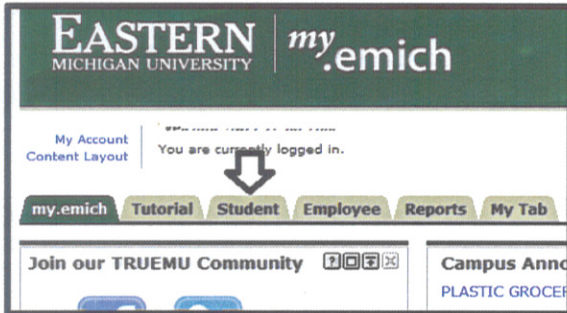 EASTERN my.emich
MICHIGAN UNIVERSITY
My Account
Content Layout
You are currently logged in.
my.emich Tutorial Student Employee Reports My Tab
Join our TRUEMU Community
Campus Anno
PLASTIC GROCER